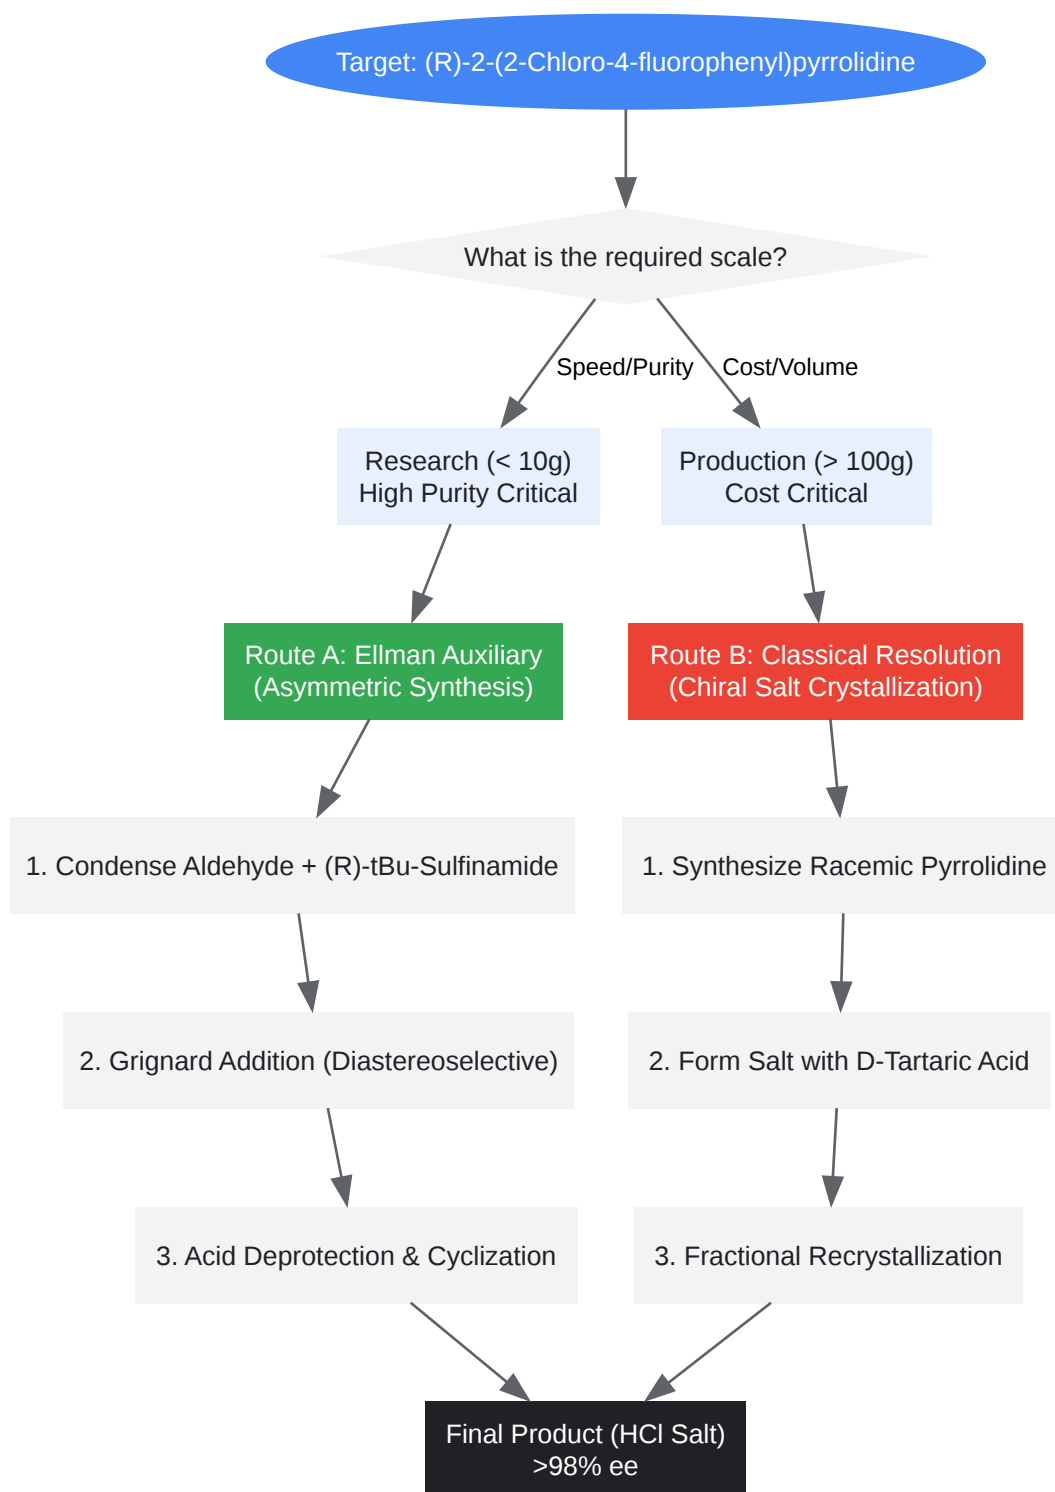 Target: (R)-2-(2-Chloro-4-fluorophenyl)pyrrolidine
What is the required scale?
Speed/Purity
Cost/Volume
Research (< 10g)
High Purity Critical
Production (> 100g)
Cost Critical
Route A: Ellman Auxiliary
(Asymmetric Synthesis)
Route B: Classical Resolution
(Chiral Salt Crystallization)
1. Condense Aldehyde + (R)-tBu-Sulfinamide
1. Synthesize Racemic Pyrrolidine
2. Grignard Addition (Diastereoselective)
2. Form Salt with D-Tartaric Acid
3. Acid Deprotection & Cyclization
3. Fractional Recrystallization
Final Product (HCl Salt)
>98% ee